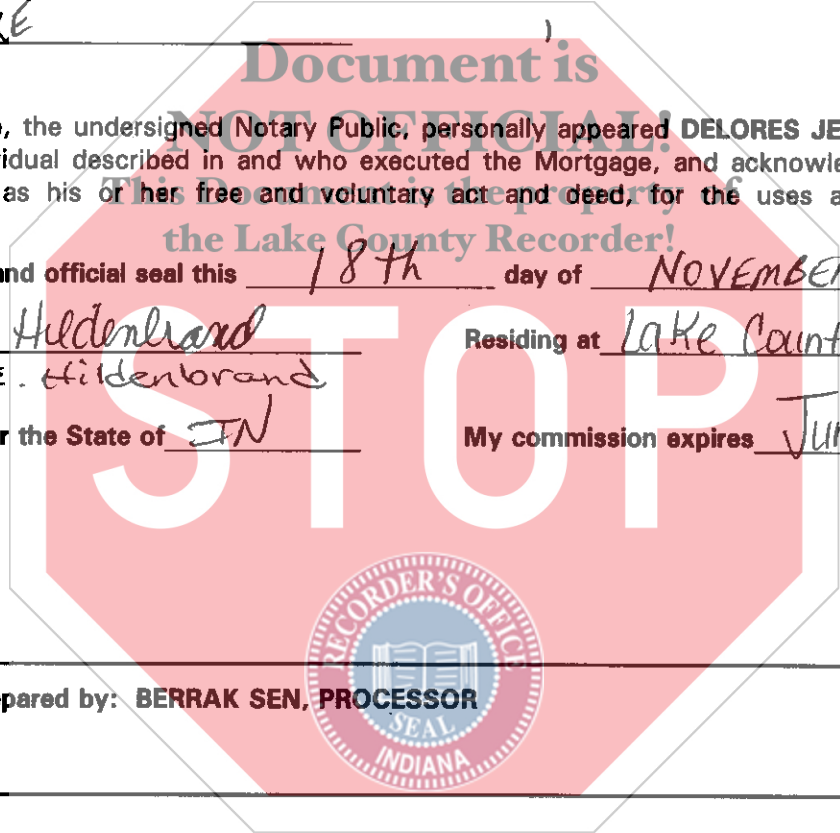 Document is
NOT OFFICIAL!
, the undersigned Notary Public, personally appeared DELORES JE
idual described in and who executed the Mortgage, and acknowle
This Document is the property of
as his or her free and voluntary act and deed, for the uses a
the Lake County Recorder!
nd official seal this 18th day of NOVEMBER
Hildenbrand Residing at Lake Count
E. Hildenbrand
r the State of IN My commission expires Jun
STOP
RECORDER'S OFFICE
SEAL
INDIANA
pared by: BERRAK SEN, PROCESSOR